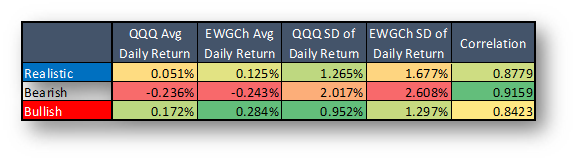 QQQ Avg EWGCh Avg QQQ SD of EWGCh SD of Correlation
Daily Return Daily Return Daily Return Daily Return
Realistic 0.051% 0.125% 1.265% 1.677% 0.8779
Bearish -0.236% -0.243% 2.017% 2.608% 0.9159
Bullish 0.172% 0.284% 0.952% 1.297% 0.8423